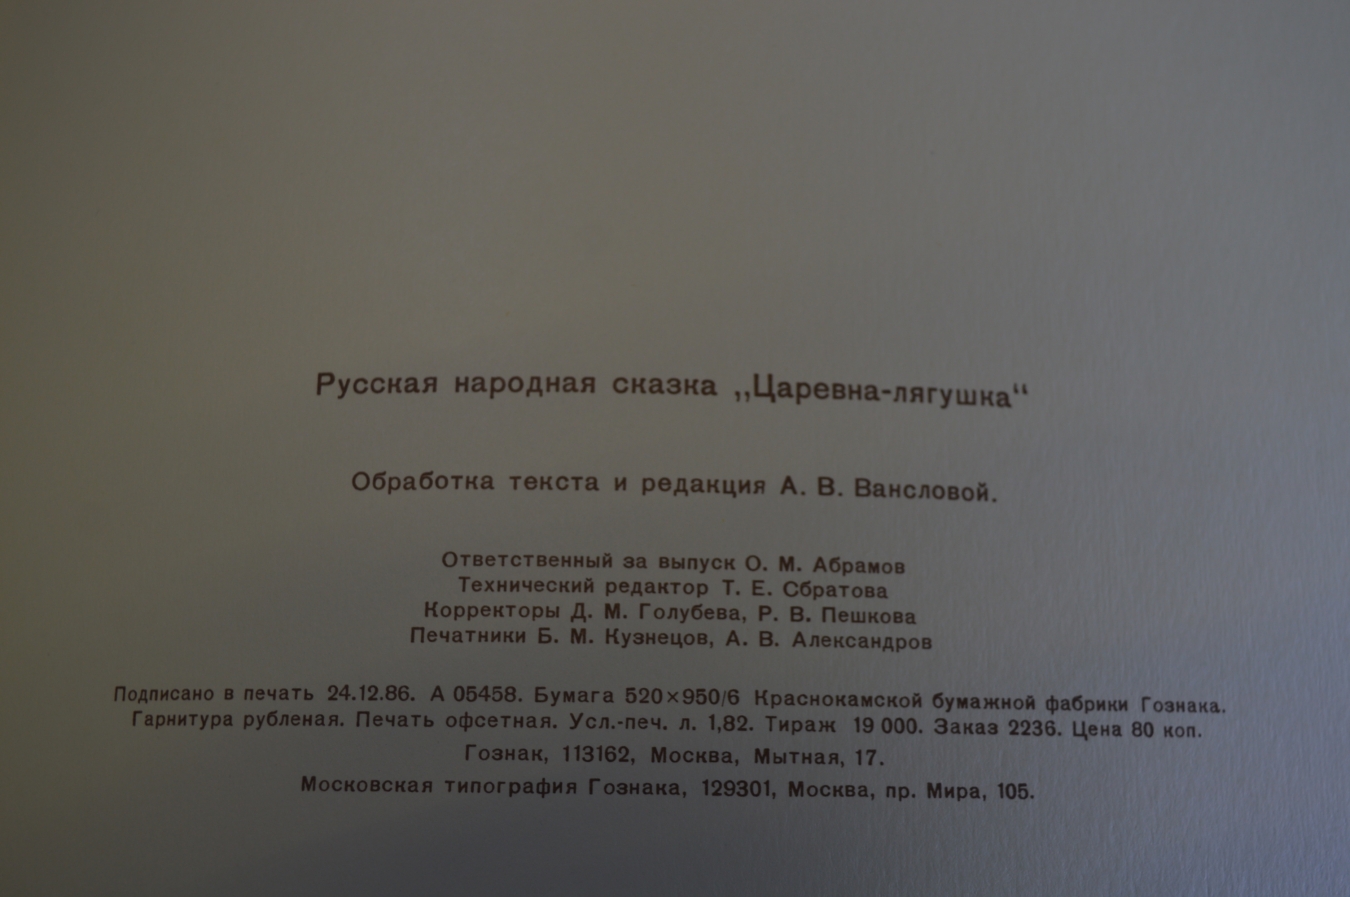 Русская народная сказка „Царевна-лягушка“
Обработка текста и редакция А. В. Вансловой.
Ответственный за выпуск О. М. Абрамов
Технический редактор Т. Е. Сбратова
Корректоры Д. М. Голубева, Р. В. Пешкова
Печатники Б. М. Кузнецов, А. В. Александров
Подписано в печать 24.12.86. А 05458. Бумага 520×950/6 Краснокамской бумажной фабрики Гознака.
Гарнитура рубленая. Печать офсетная. Усл.-печ. л. 1,82. Тираж 19 000. Заказ 2236. Цена 80 коп.
Гознак, 113162, Москва, Мытная, 17.
Московская типография Гознака, 129301, Москва, пр. Мира, 105.